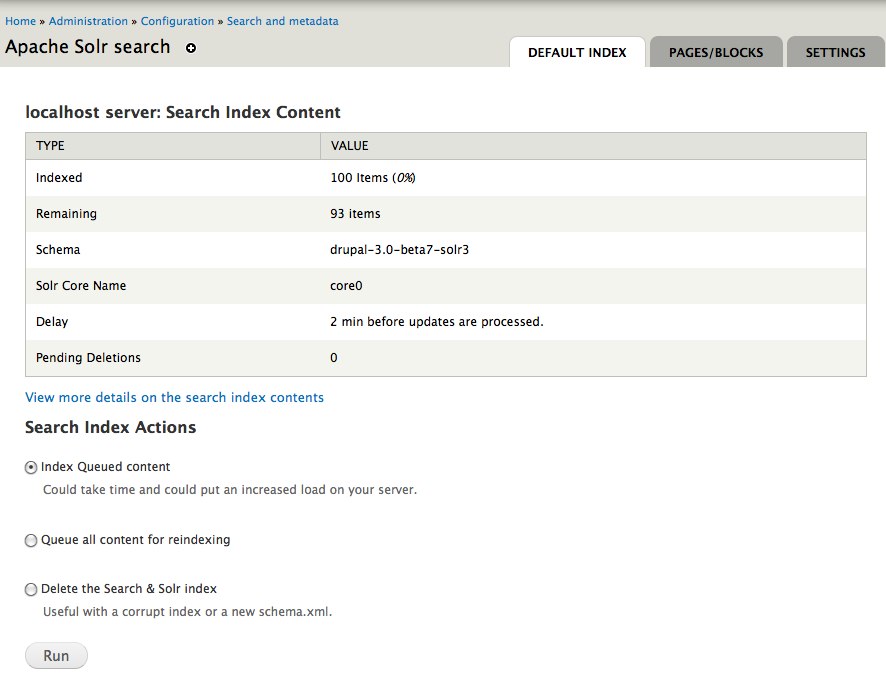 Home » Administration » Configuration » Search and metadata
Apache Solr search
DEFAULT INDEX PAGES/BLOCKS SETTINGS
localhost server: Search Index Content
TYPE VALUE
Indexed 100 Items (0%)
Remaining 93 items
Schema drupal-3.0-beta7-solr3
Solr Core Name core0
Delay 2 min before updates are processed.
Pending Deletions 0
View more details on the search index contents
Search Index Actions
Index Queued content
Could take time and could put an increased load on your server.
Queue all content for reindexing
Delete the Search & Solr index
Useful with a corrupt index or a new schema.xml.
Run